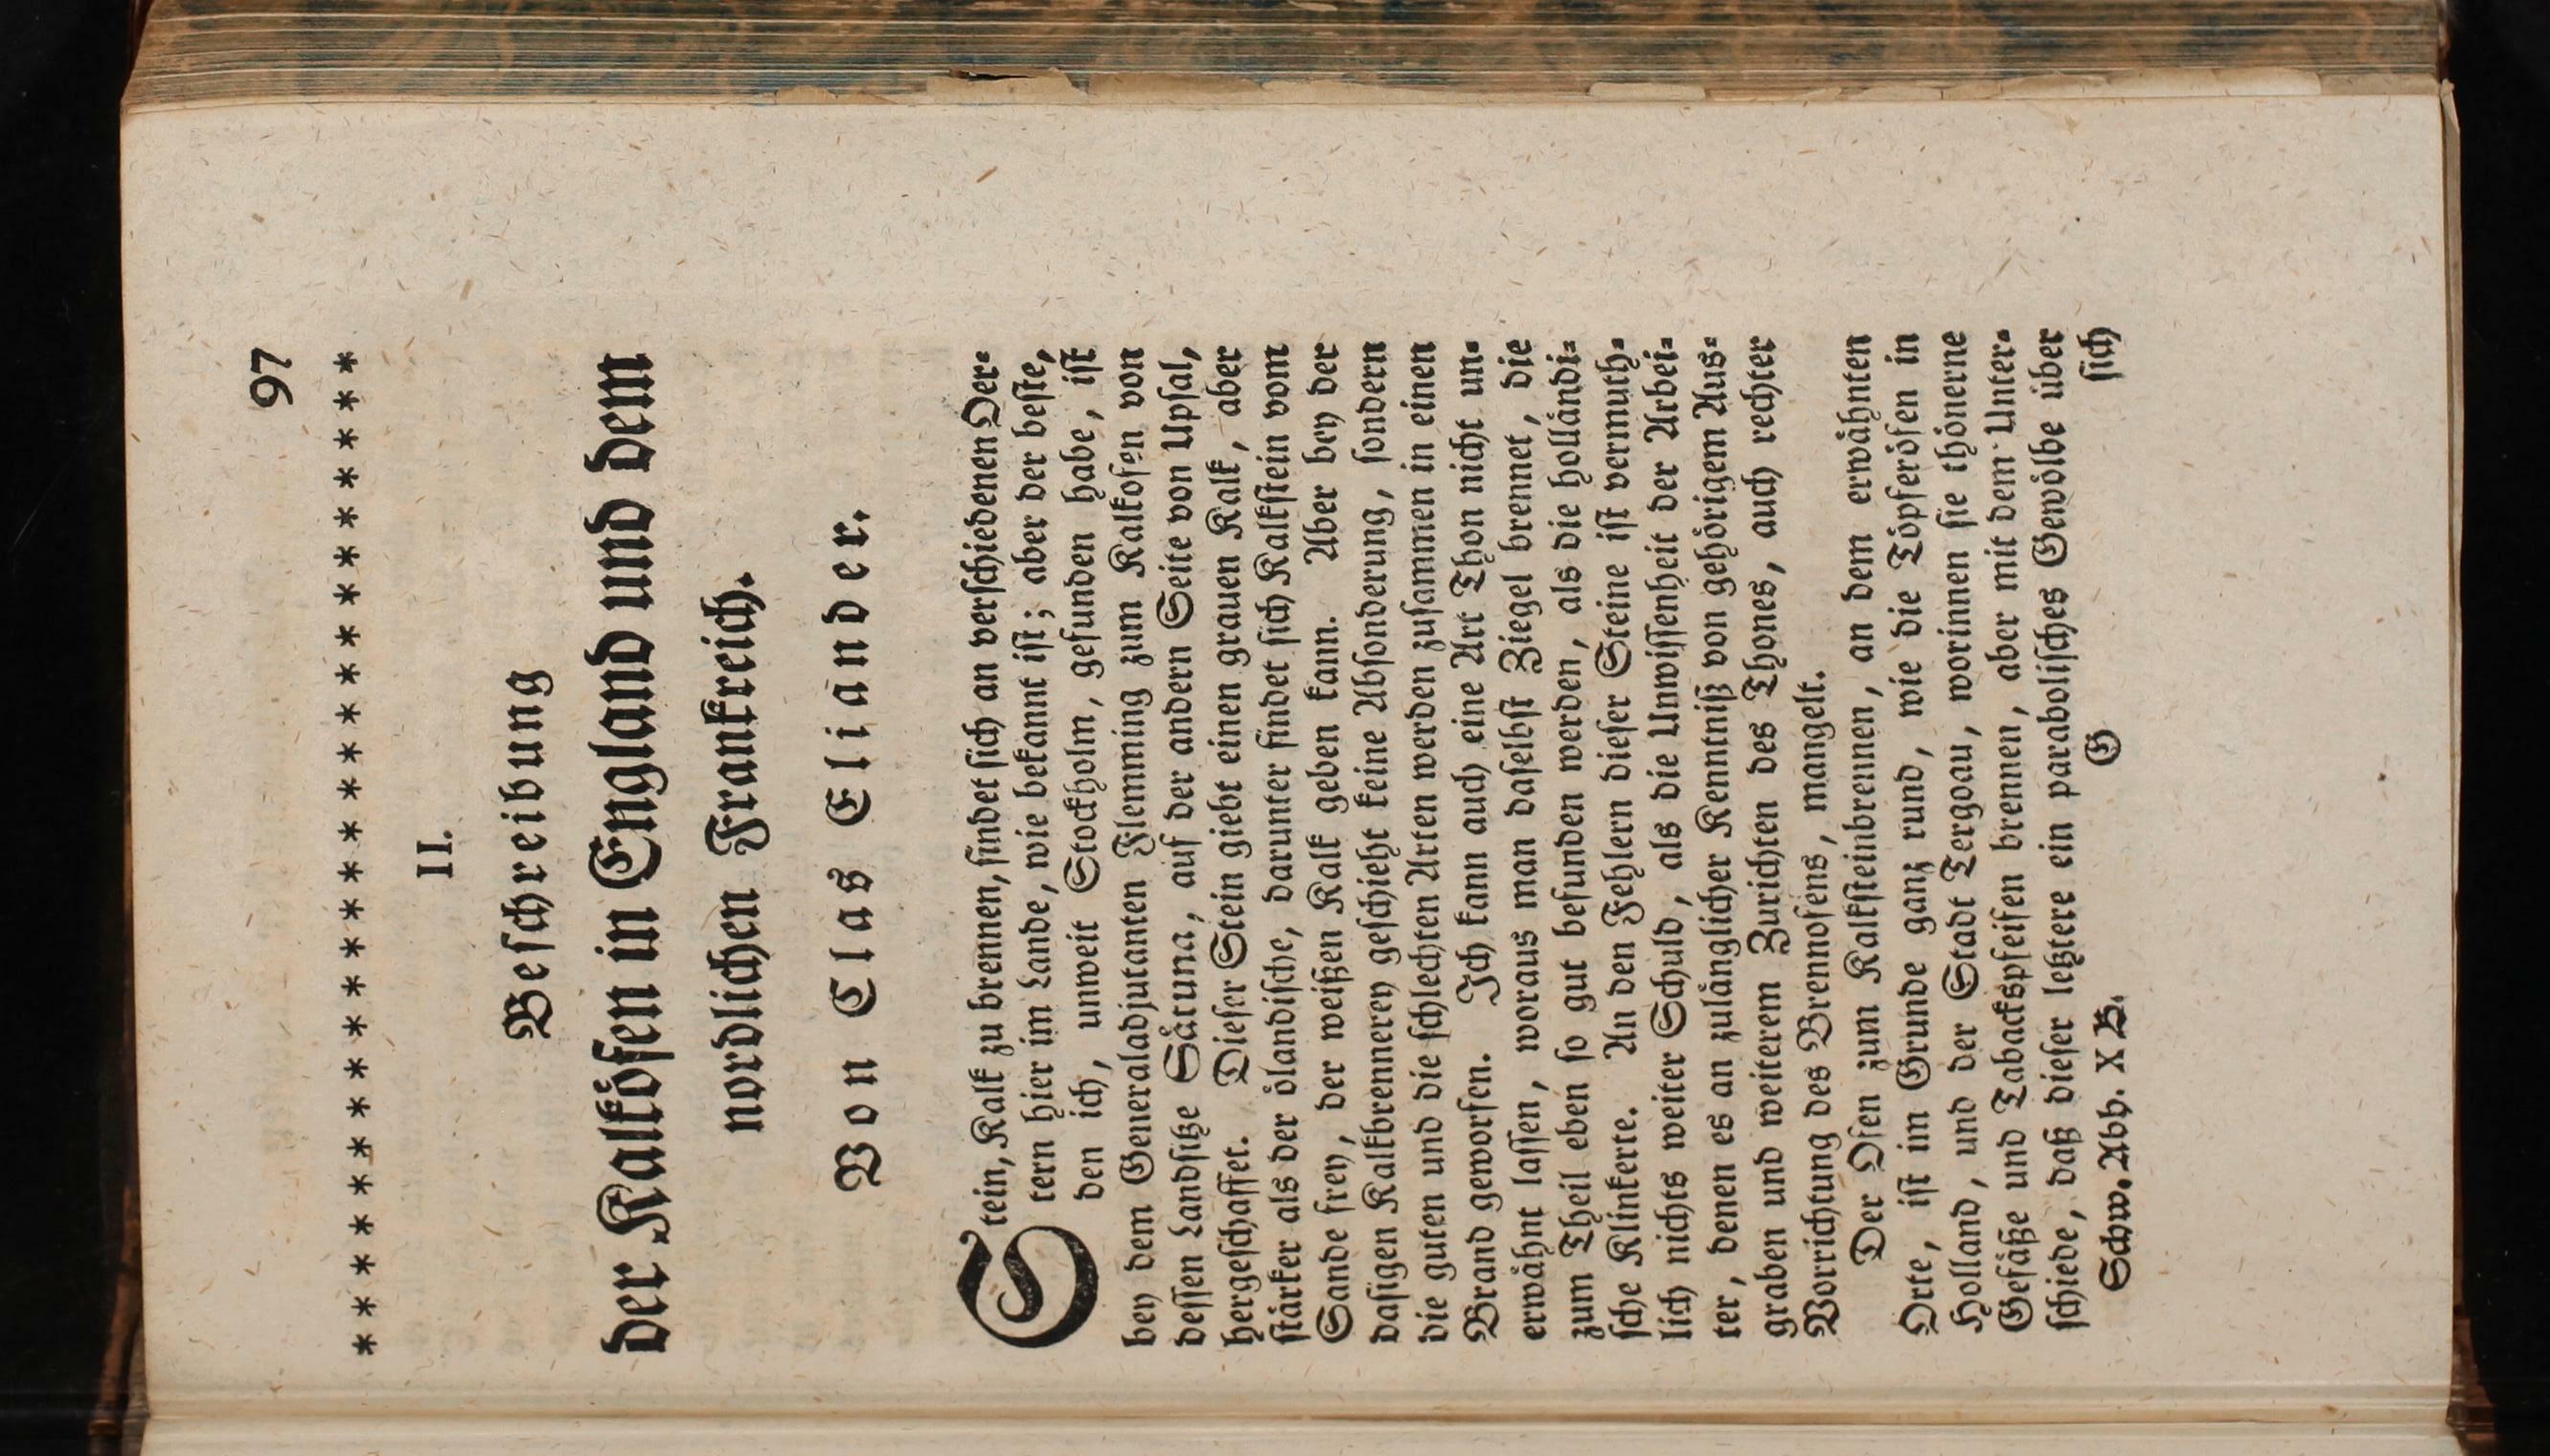 97
* * * * * * * * * * * * * * * * * * * * * * * * * *
II.
Beschreibung
der Kalköfen in England und dem
nordlichen Frankreich.
Von Clas Eliander.
Stein, Kalk zu brennen, findet sich an verschiedenen Oer-
tern hier im Lande, wie bekannt ist; aber der beste,
den ich, unweit Stockholm, gefunden habe, ist
bey dem Generaladjutanten Flemming zum Kalkofen von
dessen Landsitze Såtuna, auf der andern Seite von Upsal,
hergeschaffet. Dieser Stein giebt einen grauen Kalk, aber
stärker als der öländische, darunter findet sich Kalkstein vom
Sande frey, der weißen Kalk geben kann. Aber bey der
dasigen Kalkbrennerey geschieht keine Absonderung, sondern
die guten und die schlechten Arten werden zusammen in einen
Brand geworfen. Ich kann auch eine Art Thon nicht un-
erwähnt lassen, woraus man daselbst Ziegel brennet, die
zum Theil eben so gut befunden werden, als die holländi-
sche Klinkerte. An den Fehlern dieser Steine ist vermuth-
lich nichts weiter Schuld, als die Unwissenheit der Arbei-
ter, denen es an zulänglicher Kenntniß von gehörigem Aus-
graben und weiterem Zurichten des Thones, auch rechter
Vorrichtung des Brennofens, mangelt.
Der Ofen zum Kalksteinbrennen, an dem erwähnten
Orte, ist im Grunde ganz rund, wie die Töpferöfen in
Holland, und der Stadt Tergoau, worinnen sie thönerne
Gefäße und Tabackspfeifen brennen, aber mit dem Unter-
schiede, daß dieser letztere ein parabolisches Gewölbe über
Schw. Abh. X B. G sich